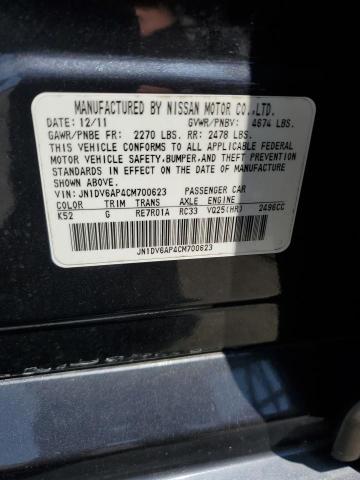 MANUFACTURED BY NISSAN MOTOR CO.,LTD.
DATE: 12/11 GVWR/PNBV: 4674 LBS.
GAWR/PNBE FR: 2270 LBS. RR: 2478 LBS.
THIS VEHICLE CONFORMS TO ALL APPLICABLE FEDERAL
MOTOR VEHICLE SAFETY, BUMPER, AND THEFT PREVENTION
STANDARDS IN EFFECT ON THE DATE OF MANUFACTURE
SHOWN ABOVE.
VIN: JN1DV6AP4CM700623 PASSENGER CAR
COLOR TRIM TRANS AXLE ENGINE
K52 G RE7R01A RC33 VQ25(HR) 2496CC
JN1DV6AP4CM700623